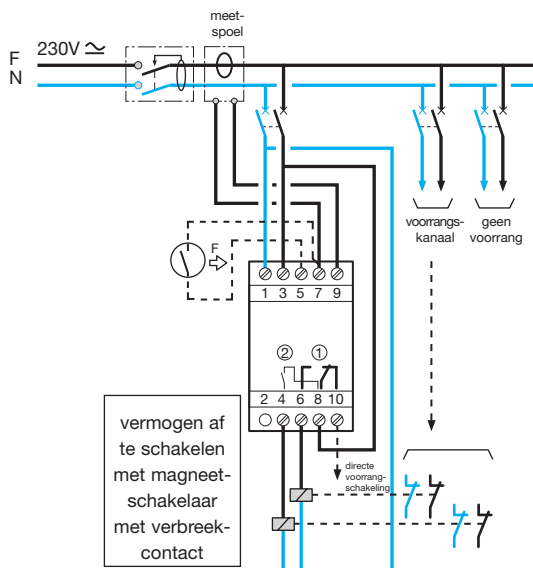 meet-
spoel
F 230V ≃
N
voorrangs-
kanaal
geen
voorrang
F
1 3 5 7 9
② ①
2 4 6 8 10
vermogen af
te schakelen
met magneet-
schakelaar
met verbreek-
contact
directe
voorrang-
schakeling